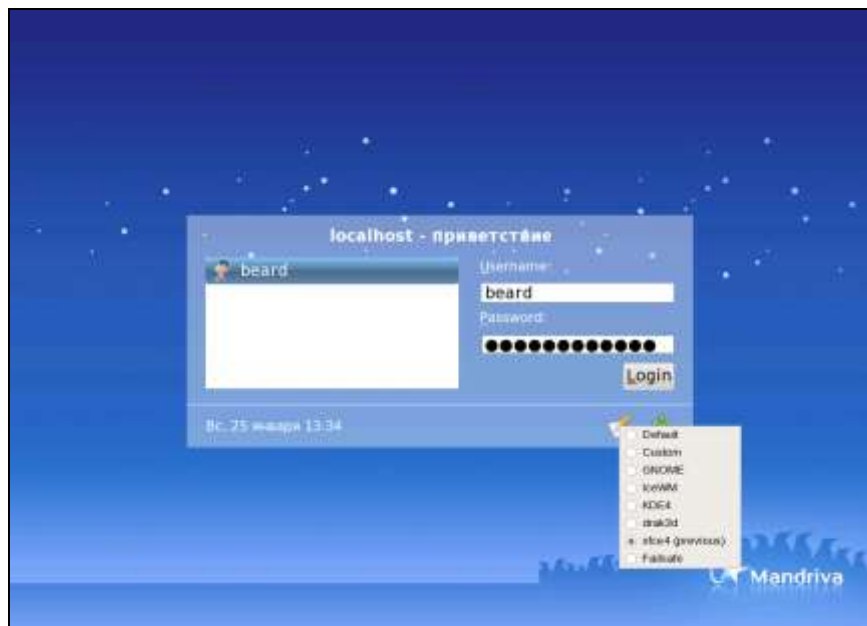 localhost - приветствие
beard
Username:
beard
Password:
Login
Вс, 25 января 13:34
Default
Custom
GNOME
IceWM
KDE4
drak3d
xfce4 (previous)
Failsafe
Mandriva